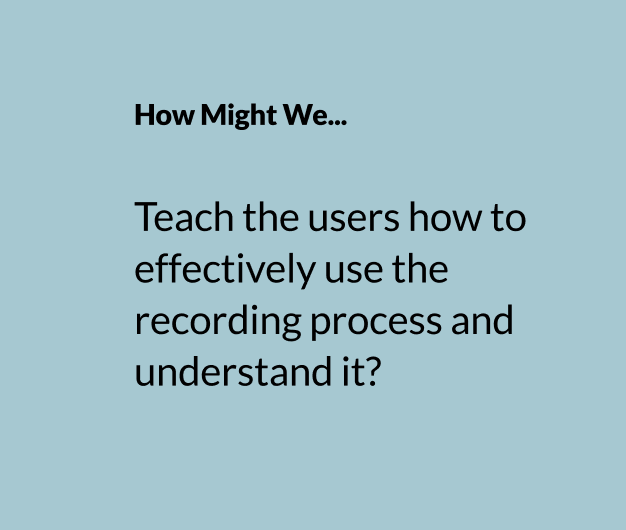 How Might We...
Teach the users how to
effectively use the
recording process and
understand it?